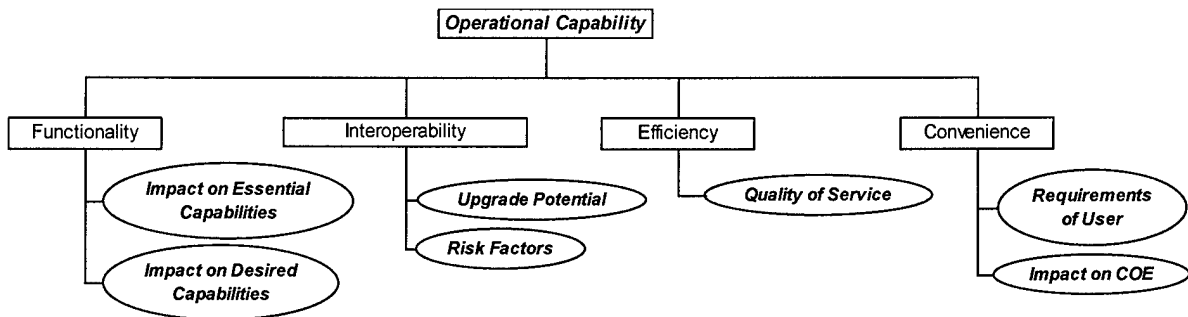 Operational Capability
Functionality
Interoperability
Efficiency
Convenience
Impact on Essential
Capabilities
Impact on Desired
Capabilities
Upgrade Potential
Risk Factors
Quality of Service
Requirements
of User
Impact on COE